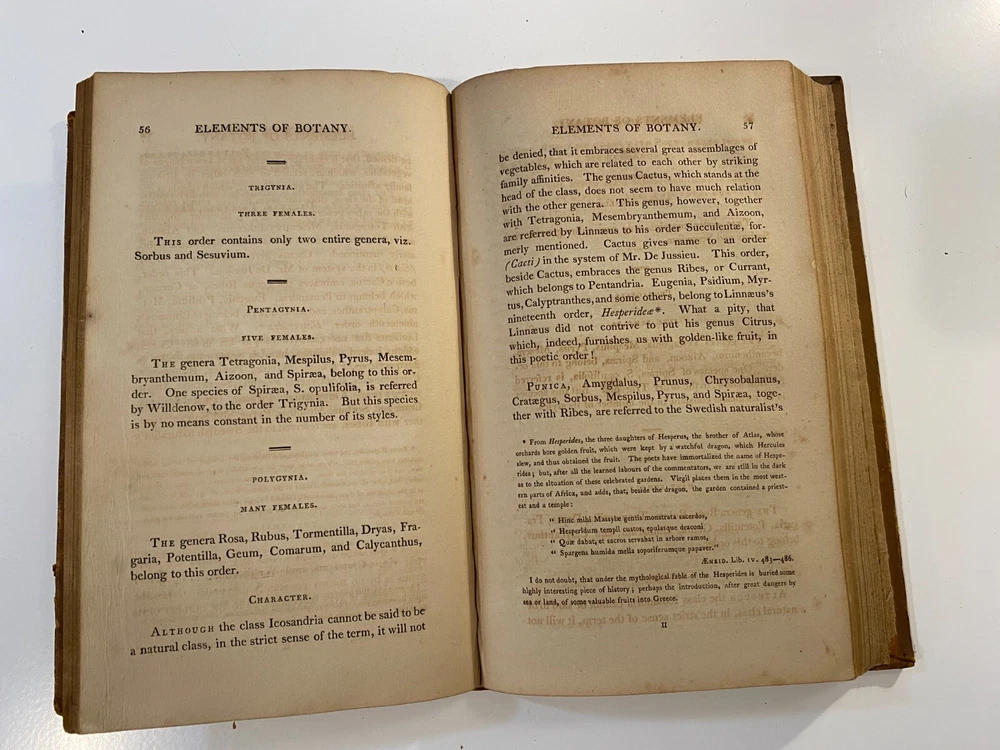 56 ELEMENTS OF BOTANY.
TRIGYNIA.
THREE FEMALES.
THIS order contains only two entire genera, viz.
Sorbus and Sesuvium.
PENTAGYNIA.
FIVE FEMALES.
THE genera Tetragonia, Mespilus, Pyrus, Mesem-
bryanthemum, Aizoon, and Spiræa, belong to this or-
der. One species of Spiræa, S. opulifolia, is referred
by Willdenow, to the order Trigynia. But this species
is by no means constant in the number of its styles.
POLYGYNIA.
MANY FEMALES.
THE genera Rosa, Rubus, Tormentilla, Dryas, Fra-
garia, Potentilla, Geum, Comarum, and Calycanthus,
belong to this order.
CHARACTER.
ALTHOUGH the class Icosandria cannot be said to be
a natural class, in the strict sense of the term, it will not
ELEMENTS OF BOTANY. 57
be denied, that it embraces several great assemblages of
vegetables, which are related to each other by striking
family affinities. The genus Cactus, which stands at the
head of the class, does not seem to have much relation
with the other genera. This genus, however, together
with Tetragonia, Mesembryanthemum, and Aizoon,
are referred by Linnæus to his order Succulentæ, for-
merly mentioned. Cactus gives name to an order
(Cacti) in the system of Mr. De Jussieu. This order,
beside Cactus, embraces the genus Ribes, or Currant,
which belongs to Pentandria. Eugenia, Psidium, Myr-
tus, Calyptranthes, and some others, belong to Linnæus's
nineteenth order, Hesperideæ*. What a pity, that
Linnæus did not contrive to put his genus Citrus,
which, indeed, furnishes us with golden-like fruit, in
this poetic order!
PUNICA, Amygdalus, Prunus, Chrysobalanus,
Cratægus, Sorbus, Mespilus, Pyrus, and Spiræa, toge-
ther with Ribes, are referred to the Swedish naturalist's
* From Hesperides, the three daughters of Hesperus, the brother of Atlas, whose
orchards bore golden fruit, which were kept by a watchful dragon, which Hercules
slew, and thus obtained the fruit. The poets have immortalized the name of Hespe-
rides; but, after all the learned labours of the commentators, we are still in the dark
as to the situation of these celebrated gardens. Virgil places them in the most west-
ern parts of Africa, and adds, that, beside the dragon, the garden contained a priest-
est and a temple:
" Hinc mihi Massylæ gentis monstrata sacerdos,
" Hesperidum templi custos, epulasque draconi
" Quæ dabat, et sacros servabat in arbore ramos,
" Spargens humida mella soporiferumque papaver."
ÆNEID. Lib. IV. 483—486.
I do not doubt, that under the mythological fable of the Hesperides is buried some
highly interesting piece of history; perhaps the introduction, after great dangers by
sea or land, of some valuable fruits into Greece.
H